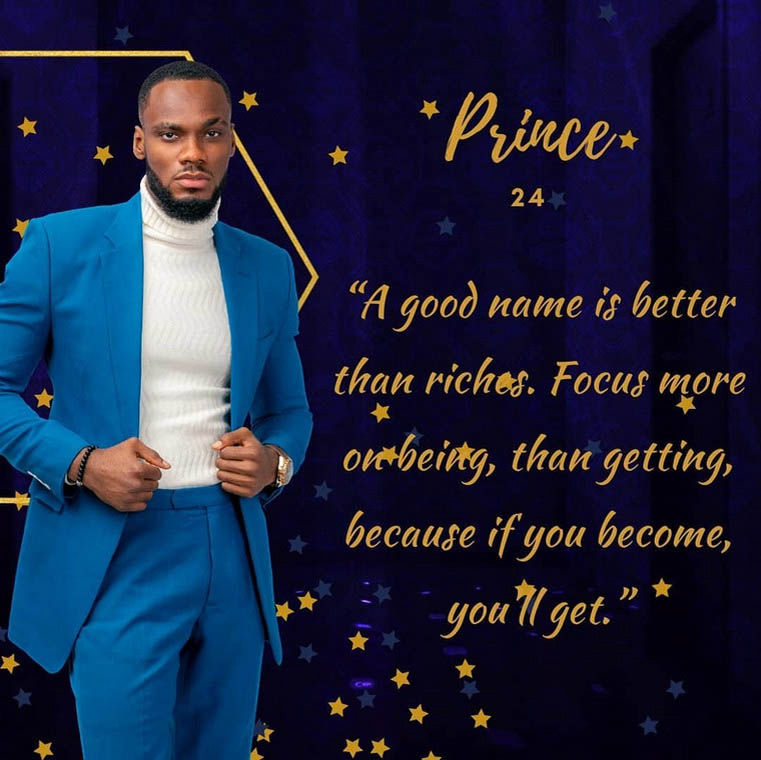 Prince
24
“A good name is better
than riches. Focus more
on being, than getting,
because if you become,
you'll get.”